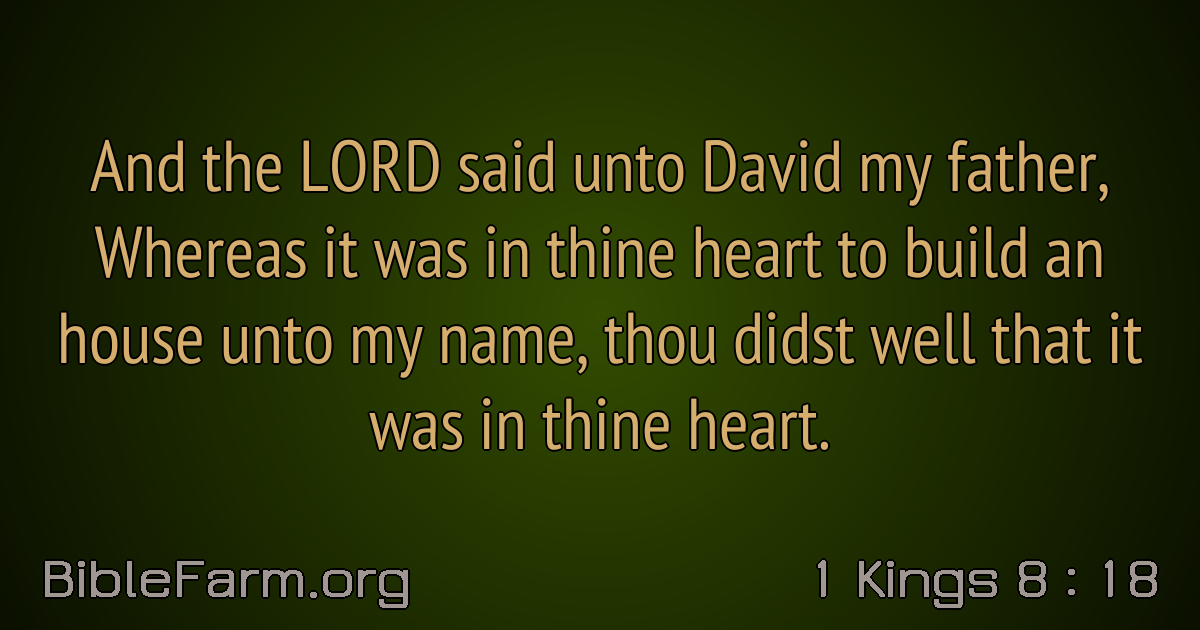 And the LORD said unto David my father,
Whereas it was in thine heart to build an
house unto my name, thou didst well that it
was in thine heart.
BibleFarm.org
1 Kings 8 : 18